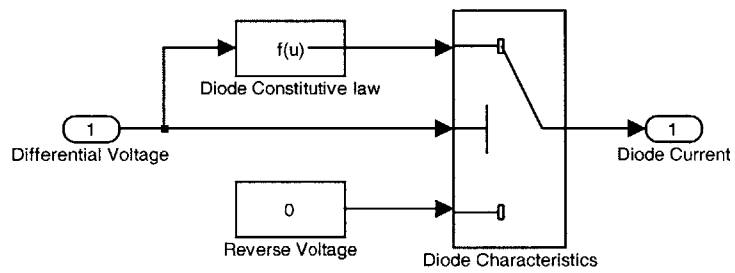 f(u)
Diode Constitutive law
1
Differential Voltage
1
Diode Current
0
Reverse Voltage
Diode Characteristics